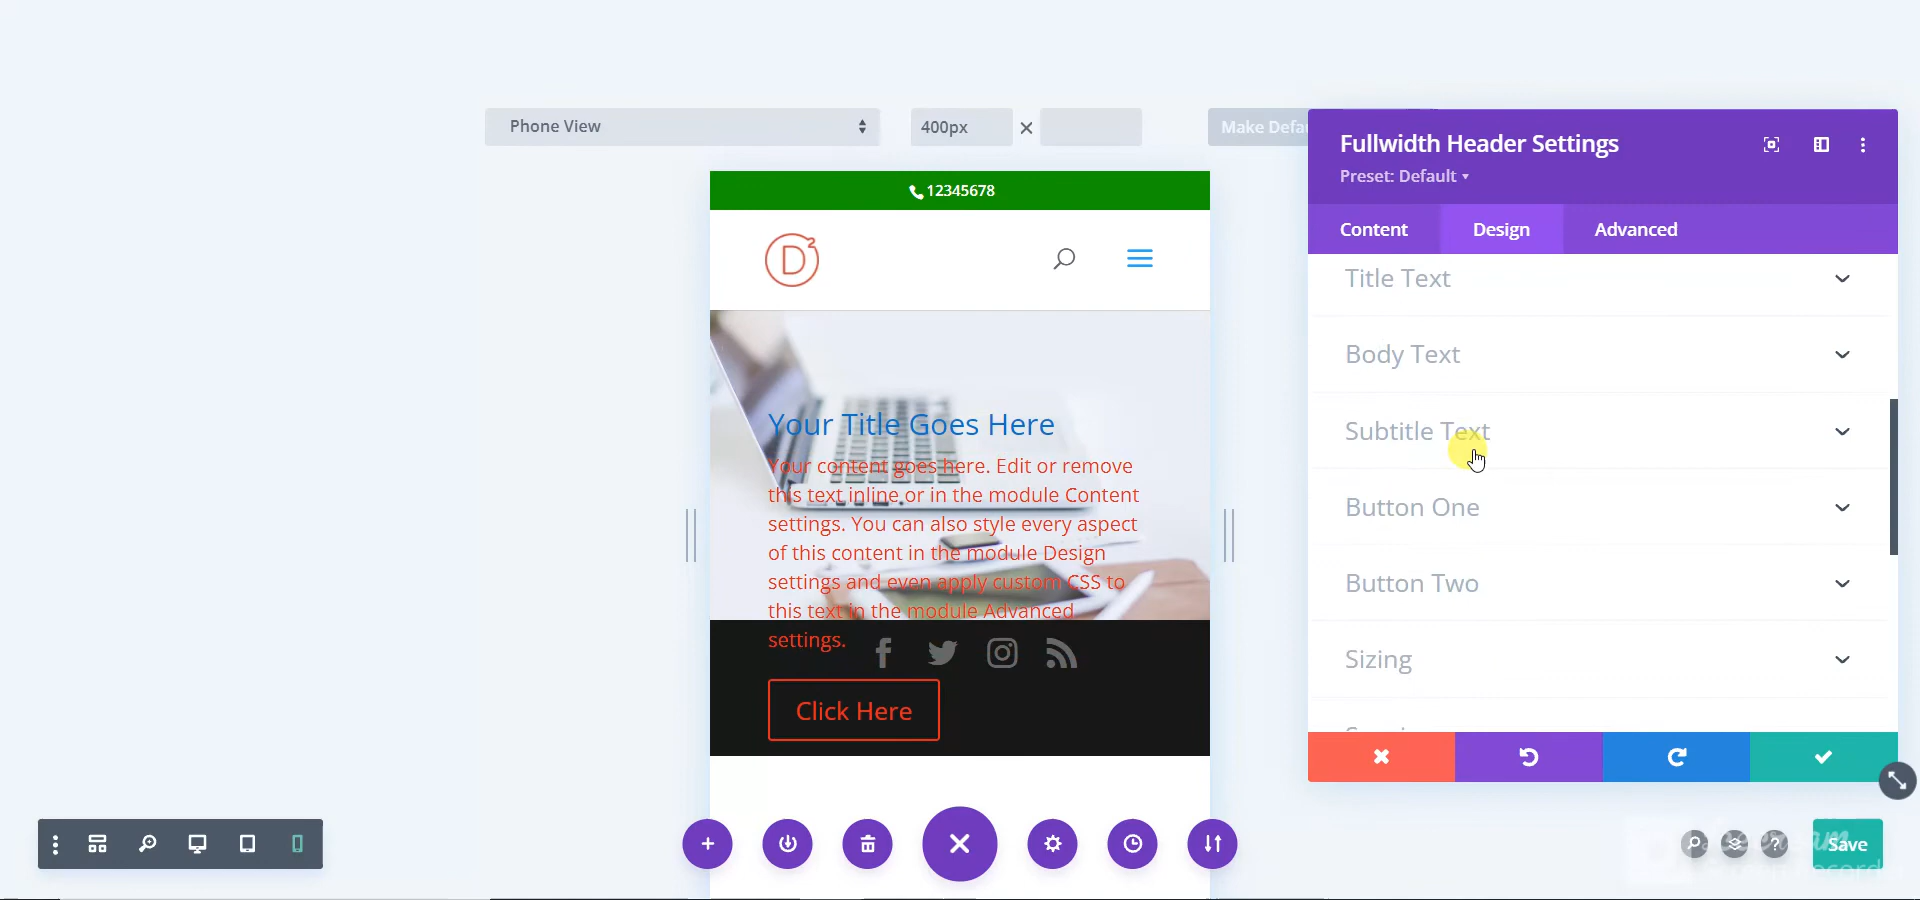 Phone View
400px
Make Defau
Fullwidth Header Settings
Preset: Default
Content
Design
Advanced
12345678
D2
Your Title Goes Here
Your content goes here. Edit or remove
this text inline or in the module Content
settings. You can also style every aspect
of this content in the module Design
settings and even apply custom CSS to
this text in the module Advanced
settings.
Click Here
Title Text
Body Text
Subtitle Text
Button One
Button Two
Sizing
Save